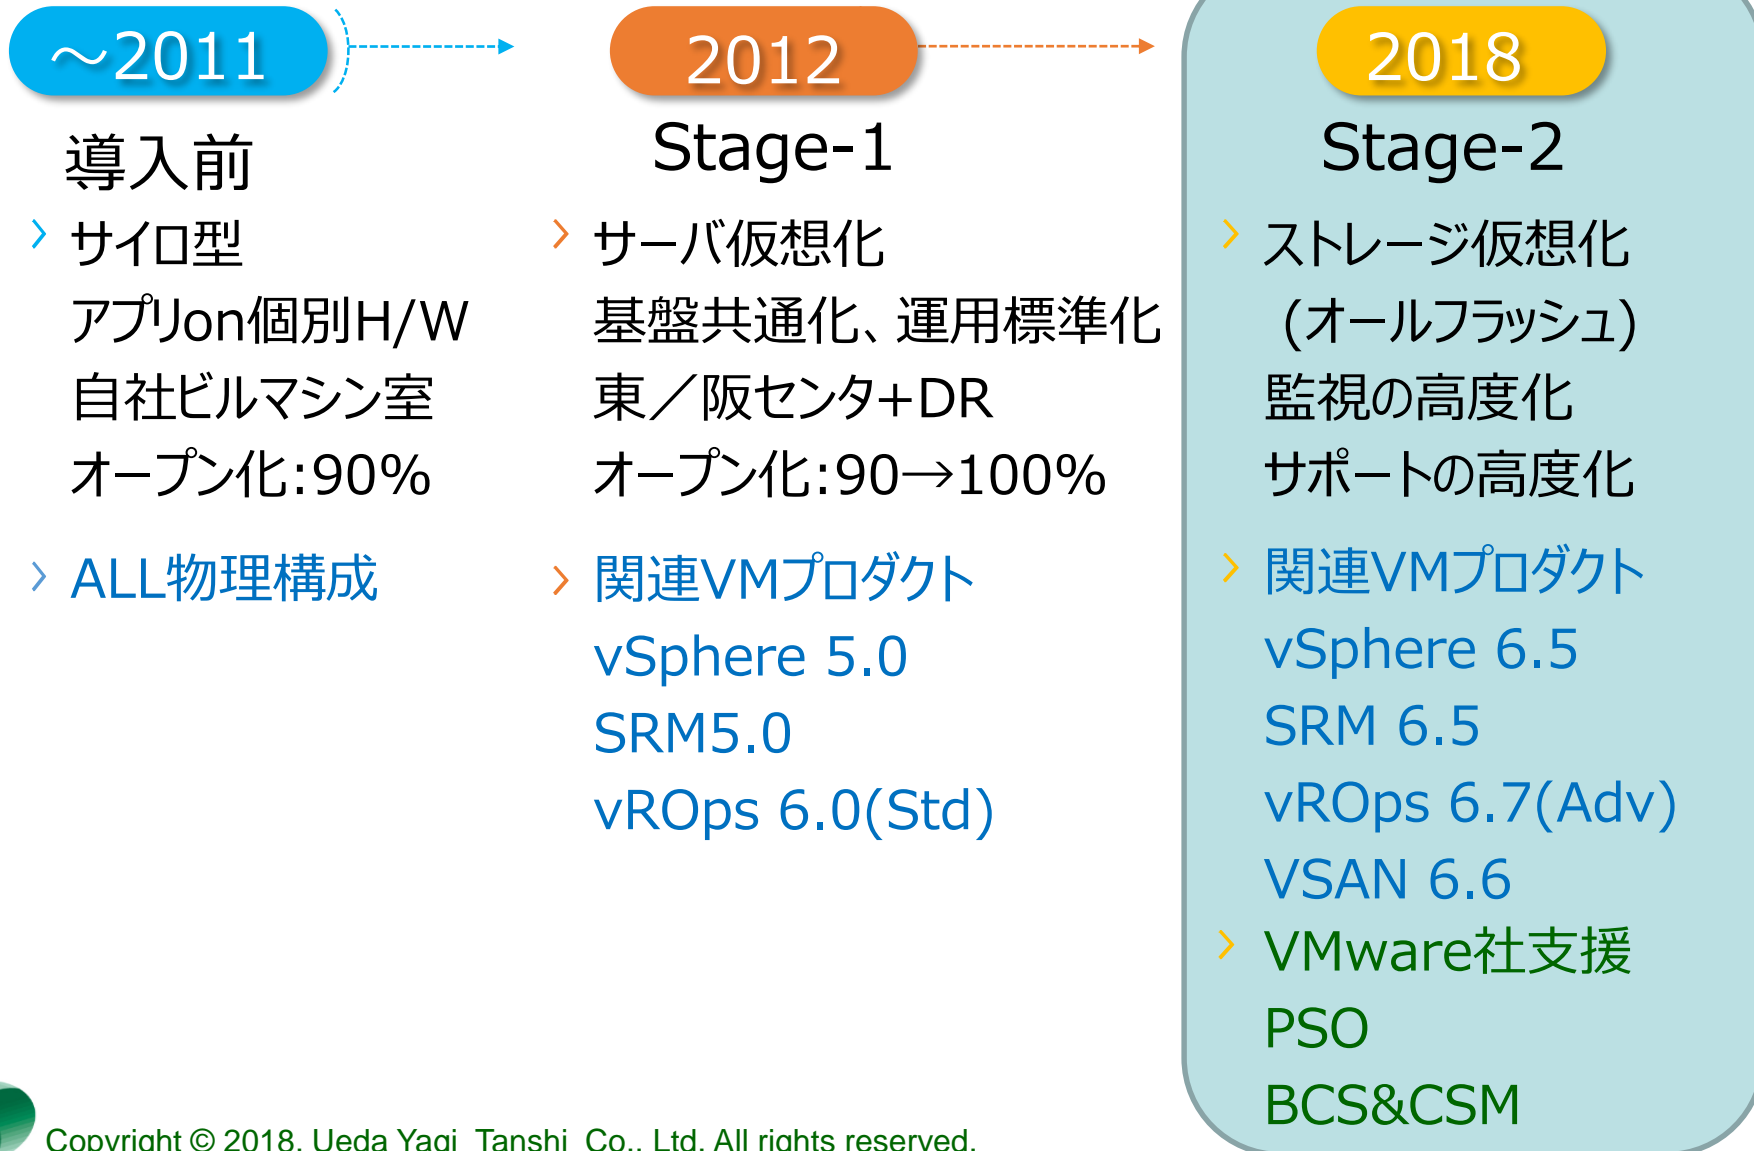 ～2011
導入前
サイロ型
アプリon個別H/W
自社ビルマシン室
オープン化:90%
ALL物理構成
2012
Stage-1
サーバ仮想化
基盤共通化、運用標準化
東／阪センタ+DR
オープン化:90→100%
関連VMプロダクト
vSphere 5.0
SRM5.0
vROps 6.0(Std)
2018
Stage-2
ストレージ仮想化
(オールフラッシュ)
監視の高度化
サポートの高度化
関連VMプロダクト
vSphere 6.5
SRM 6.5
vROps 6.7(Adv)
VSAN 6.6
VMware社支援
PSO
BCS&CSM
Copyright © 2018, Ueda Yagi Tanshi Co., Ltd. All rights reserved.